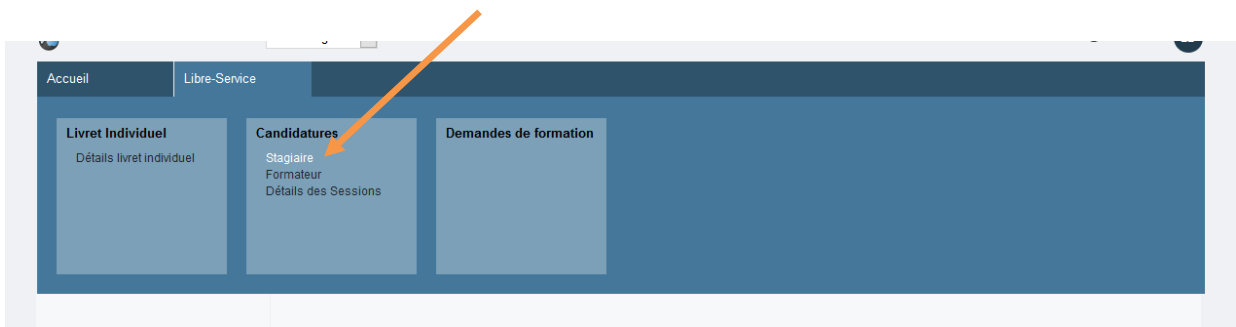 Accueil
Libre-Service
Livret Individuel
Détails livret individuel
Candidatures
Stagiaire
Formateur
Détails des Sessions
Demandes de formation